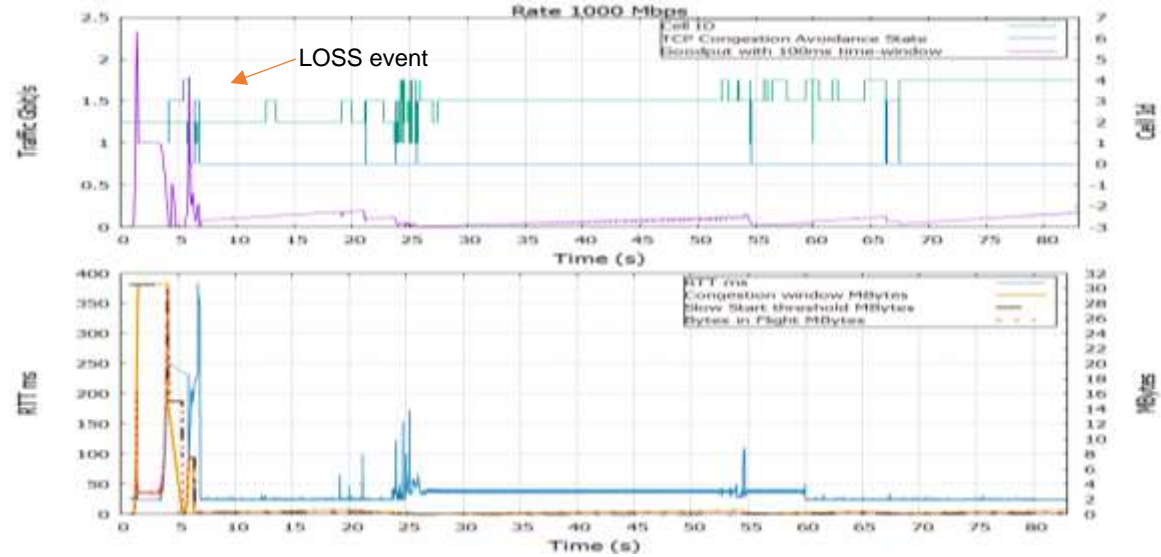 Rate 1000 Mbps
Cell ID
TCP Congestion Avoidance State
Goodput with 100ms time-window
LOSS event
Traffic Gbit/s
2.5
2
1.5
1
0.5
0
Cell Id
7
6
5
4
3
2
1
0
-1
-2
-3
0 5 10 15 20 25 30 35 40 45 50 55 60 65 70 75 80
Time (s)
RTT ms
Congestion window MBytes
Slow Start threshold MBytes
Bytes in Flight MBytes
RTT ms
400
350
300
250
200
150
100
50
0
MBytes
32
30
28
26
24
22
20
18
16
14
12
10
8
6
4
2
0
0 5 10 15 20 25 30 35 40 45 50 55 60 65 70 75 80
Time (s)